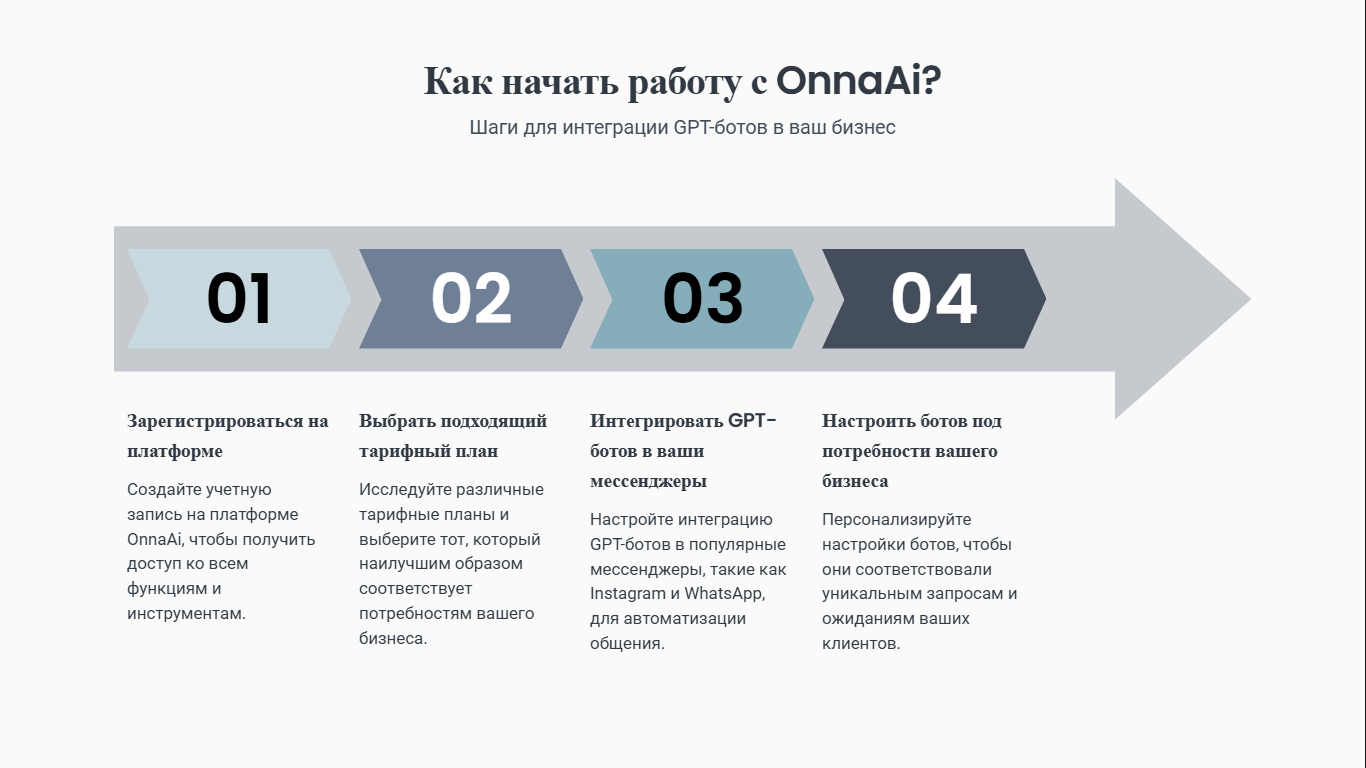 Как начать работу с OnnaAi?
Шаги для интеграции GPT-ботов в ваш бизнес
01
02
03
04
Зарегистрироваться на
платформе
Создайте учетную
запись на платформе
OnnaAi, чтобы получить
доступ ко всем
функциям и
инструментам.
Выбрать подходящий
тарифный план
Исследуйте различные
тарифные планы и
выберите тот, который
наилучшим образом
соответствует
потребностям вашего
бизнеса.
Интегрировать GPT-
ботов в ваши
мессенджеры
Настройте интеграцию
GPT-ботов в популярные
мессенджеры, такие как
Instagram и WhatsApp,
для автоматизации
общения.
Настроить ботов под
потребности вашего
бизнеса
Персонализируйте
настройки ботов, чтобы
они соответствовали
уникальным запросам и
ожиданиям ваших
клиентов.